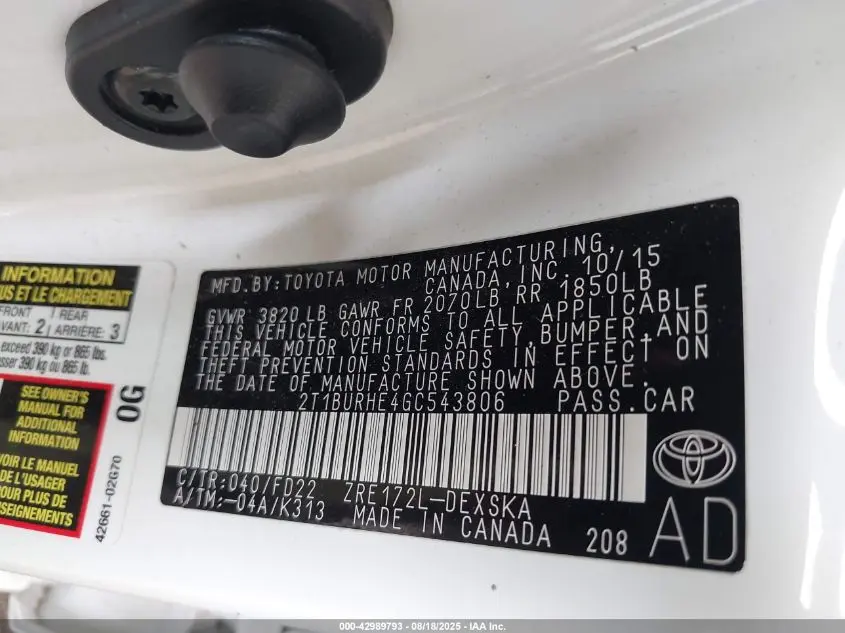 INFORMATION
US ET LE CHARGEMENT
FRONT
AVANT: 2
REAR
ARRIÈRE: 3
exceed 390 kg or 865 lbs.
sser 390 kg ou 865 lb.
SEE OWNER'S
MANUAL FOR
ADDITIONAL
INFORMATION
VOIR LE MANUEL
DE L'USAGER
POUR PLUS DE
NSEIGNEMENTS
0G
42661-02G70
MFD. BY: TOYOTA MOTOR MANUFACTURING,
CANADA, INC. 10/15
GVWR 3820 LB GAWR FR 2070LB RR 1850LB
THIS VEHICLE CONFORMS TO ALL APPLICABLE
FEDERAL MOTOR VEHICLE SAFETY, BUMPER, AND
THEFT PREVENTION STANDARDS IN EFFECT ON
THE DATE OF MANUFACTURE SHOWN ABOVE.
2T1BURHE4GC543806 PASS.CAR
C/TR:040/FD22 ZRE172L-DEXSKA
A/TM:-04A/K313 MADE IN CANADA 208
AD
000-42989793 - 08/18/2025 - IAA Inc.